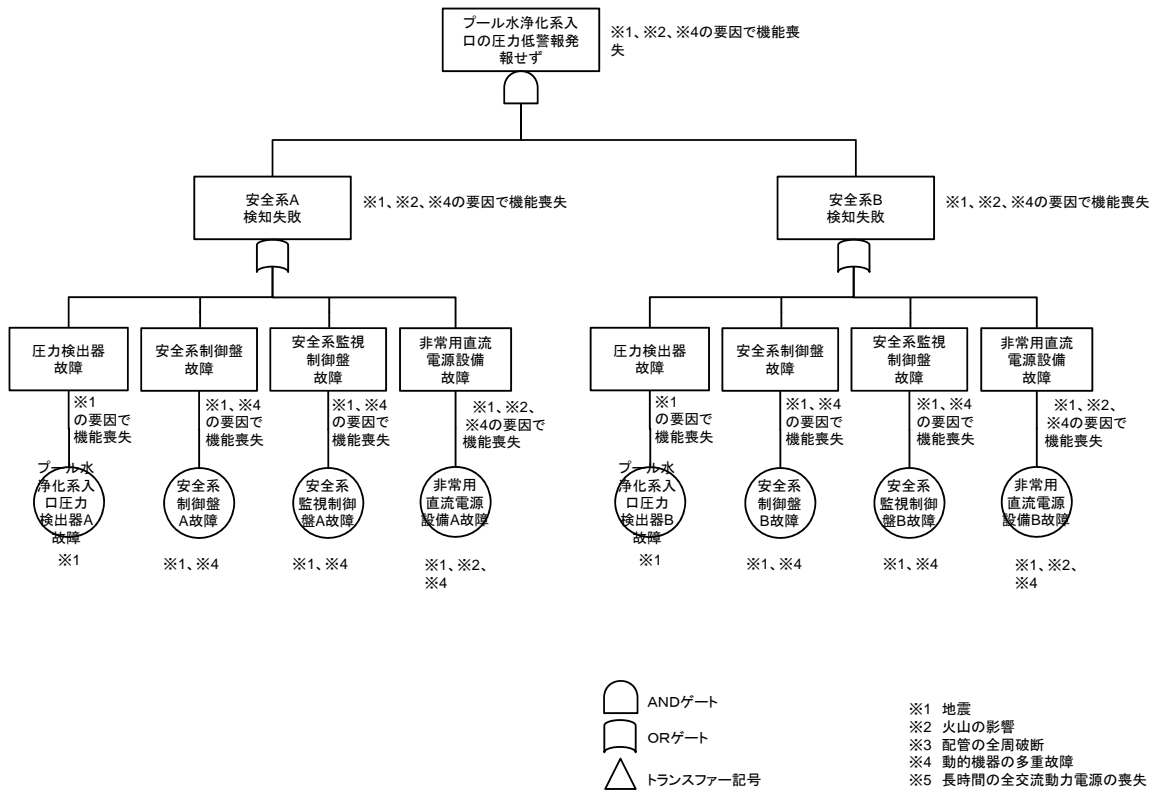 プール水浄化系入
口の圧力低警報発
報せず
※1、※2、※4の要因で機能喪
失
安全系A
検知失敗
※1、※2、※4の要因で機能喪失
安全系B
検知失敗
※1、※2、※4の要因で機能喪失
圧力検出器
故障
安全系制御盤
故障
安全系監視
制御盤
故障
非常用直流
電源設備
故障
圧力検出器
故障
安全系制御盤
故障
安全系監視
制御盤
故障
非常用直流
電源設備
故障
※1
の要因で
機能喪失
※1、※4
の要因で
機能喪失
※1、※4
の要因で
機能喪失
※1、※2、
※4の要因で
機能喪失
※1
の要因で
機能喪失
※1、※4
の要因で
機能喪失
※1、※4
の要因で
機能喪失
※1、※2、
※4の要因で
機能喪失
プール水
浄化系入
口圧力
検出器A
故障
安全系
制御盤
A故障
安全系
監視制御
盤A故障
非常用
直流電源
設備A故障
プール水
浄化系入
口圧力
検出器B
故障
安全系
制御盤
B故障
安全系
監視制御
盤B故障
非常用
直流電源
設備B故障
※1
※1、※4
※1、※4
※1、※2、
※4
※1
※1、※4
※1、※4
※1、※2、
※4
ANDゲート
ORゲート
トランスファー記号
※1 地震
※2 火山の影響
※3 配管の全周破断
※4 動的機器の多重故障
※5 長時間の全交流動力電源の喪失